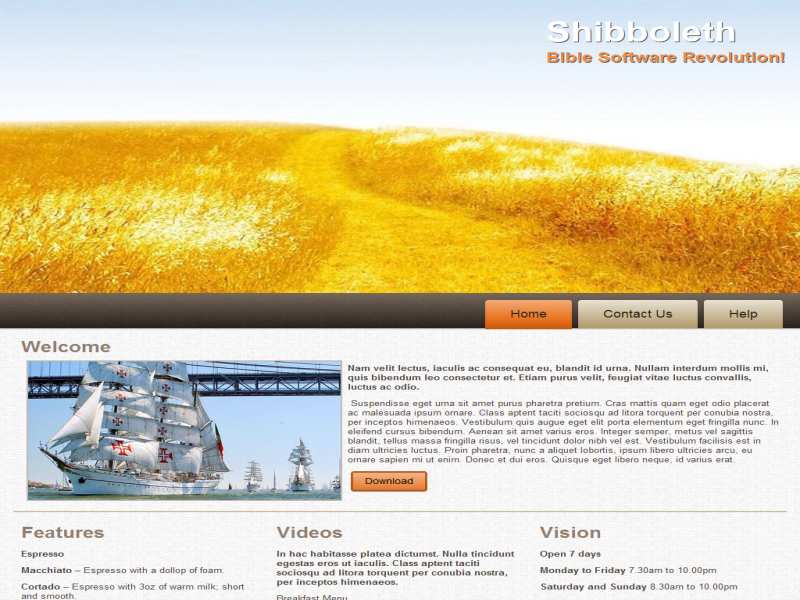 Shibboleth
Bible Software Revolution!
Home
Contact Us
Help
Welcome
Nam velit lectus, iaculis ac consequat eu, blandit id urna. Nullam interdum mollis mi,
quis bibendum leo consectetur et. Etiam purus velit, feugiat vitae luctus convallis,
luctus ac odio.
Suspendisse eget urna sit amet purus pharetra pretium. Cras mattis quam eget odio placerat
ac malesuada ipsum ornare. Class aptent taciti sociosqu ad litora torquent per conubia nostra,
per inceptos himenaeos. Vestibulum quis augue eget elit porta elementum eget fringilla nunc. In
eleifend cursus bibendum. Aenean sit amet varius eros. Integer semper, metus vel sagittis
blandit, tellus massa fringilla risus, vel tincidunt dolor nibh vel est. Vestibulum facilisis est in
diam ultricies luctus. Proin pharetra, nunc a aliquet lobortis, ipsum libero ultricies arcu, eu
ornare sapien mi ut enim. Donec et dui eros. Quisque eget libero neque, id varius erat.
Download
Features
Espresso
Macchiato – Espresso with a dollop of foam.
Cortado – Espresso with 3oz of warm milk; short
and smooth.
Videos
In hac habitasse platea dictumst. Nulla tincidunt
egestas eros ut iaculis. Class aptent taciti
sociosqu ad litora torquent per conubia nostra,
per inceptos himenaeos.
Breakfast Menu
Vision
Open 7 days
Monday to Friday 7.30am to 10.00pm
Saturday and Sunday 8.30am to 10.00pm